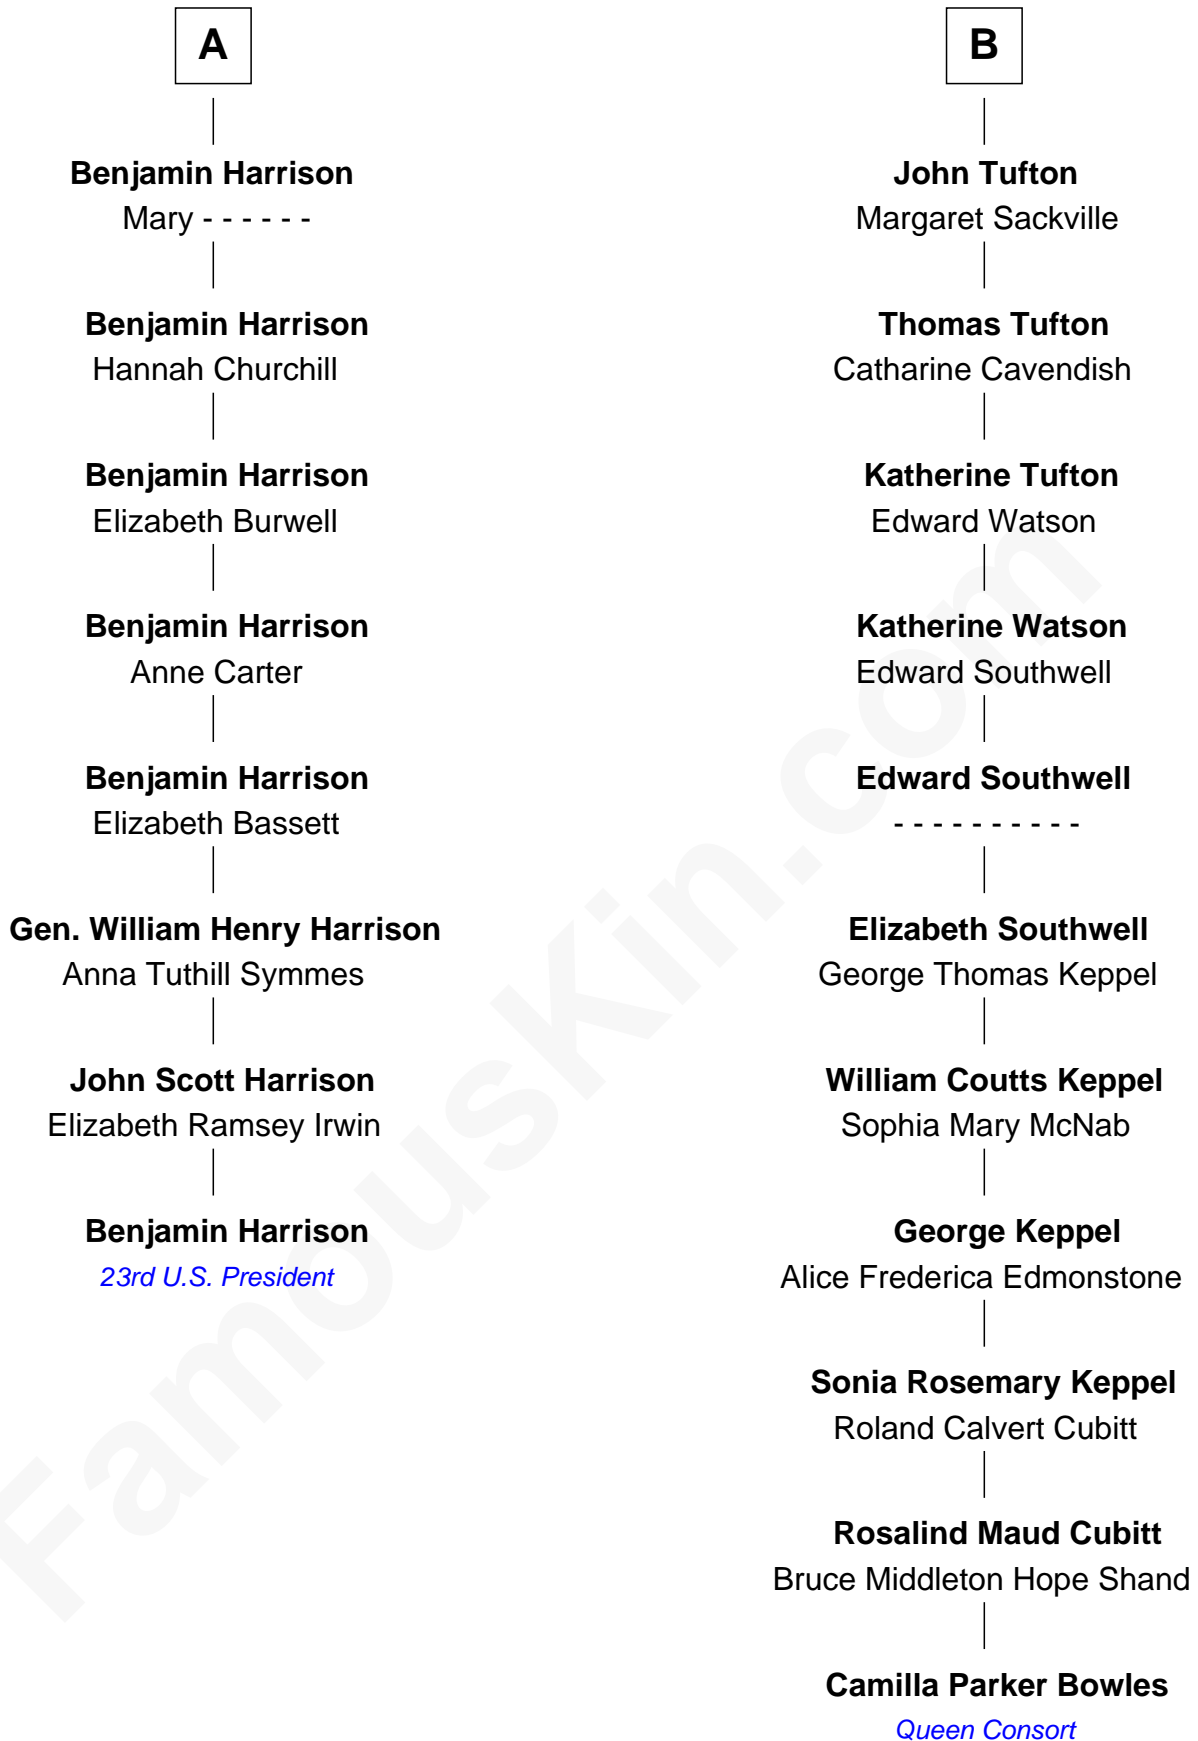 A
Benjamin Harrison
Mary - - - - - -
Benjamin Harrison
Hannah Churchill
Benjamin Harrison
Elizabeth Burwell
Benjamin Harrison
Anne Carter
Benjamin Harrison
Elizabeth Bassett
Gen. William Henry Harrison
Anna Tuthill Symmes
John Scott Harrison
Elizabeth Ramsey Irwin
Benjamin Harrison
23rd U.S. President
B
John Tufton
Margaret Sackville
Thomas Tufton
Catharine Cavendish
Katherine Tufton
Edward Watson
Katherine Watson
Edward Southwell
Edward Southwell
- - - - - - - - - -
Elizabeth Southwell
George Thomas Keppel
William Coutts Keppel
Sophia Mary McNab
George Keppel
Alice Frederica Edmonstone
Sonia Rosemary Keppel
Roland Calvert Cubitt
Rosalind Maud Cubitt
Bruce Middleton Hope Shand
Camilla Parker Bowles
Queen Consort
FamousKin.com